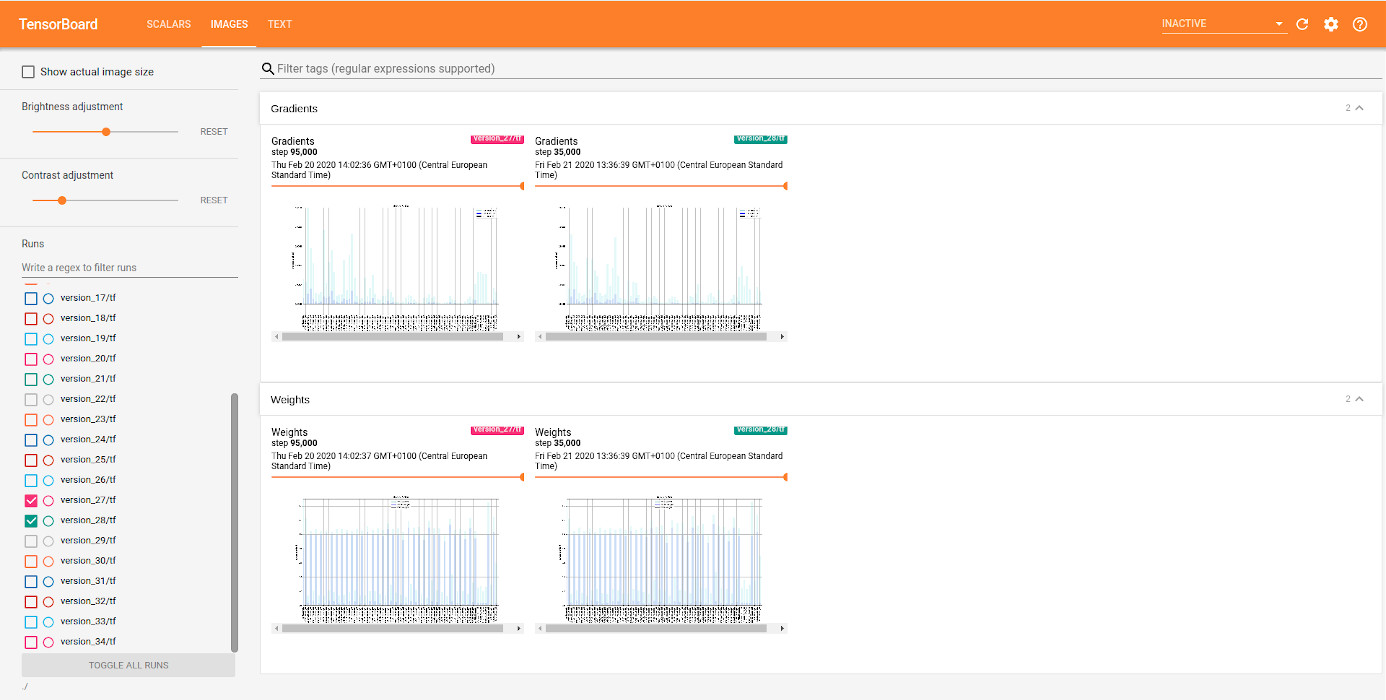 TensorBoard SCALARS IMAGES TEXT INACTIVE
Show actual image size
Filter tags (regular expressions supported)
Brightness adjustment
RESET
Contrast adjustment
RESET
Runs
Write a regex to filter runs
version_17/tf
version_18/tf
version_19/tf
version_20/tf
version_21/tf
version_22/tf
version_23/tf
version_24/tf
version_25/tf
version_26/tf
version_27/tf
version_28/tf
version_29/tf
version_30/tf
version_31/tf
version_32/tf
version_33/tf
version_34/tf
TOGGLE ALL RUNS
./
Gradients 2
Gradients version_27/tf
step 95,000
Thu Feb 20 2020 14:02:36 GMT+0100 (Central European
Standard Time)
Gradients version_28/tf
step 35,000
Fri Feb 21 2020 13:36:39 GMT+0100 (Central European Standard
Time)
Weights 2
Weights version_27/tf
step 95,000
Thu Feb 20 2020 14:02:37 GMT+0100 (Central European
Standard Time)
Weights version_28/tf
step 35,000
Fri Feb 21 2020 13:36:39 GMT+0100 (Central European Standard
Time)